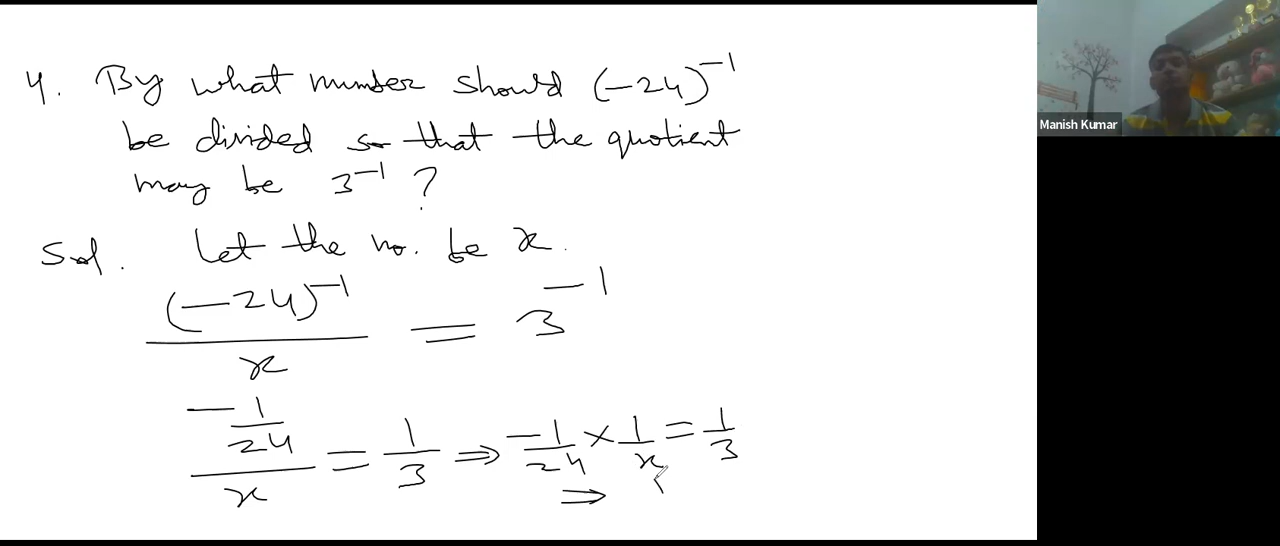 4. By what number should (-24)⁻¹
be divided so that the quotient
may be 3⁻¹ ?
Sol. Let the no. be x.
(-24)⁻¹/x = 3⁻¹
(-1/24)/x = 1/3 ⇒ -1/24 × 1/x = 1/3
⇒
Manish Kumar